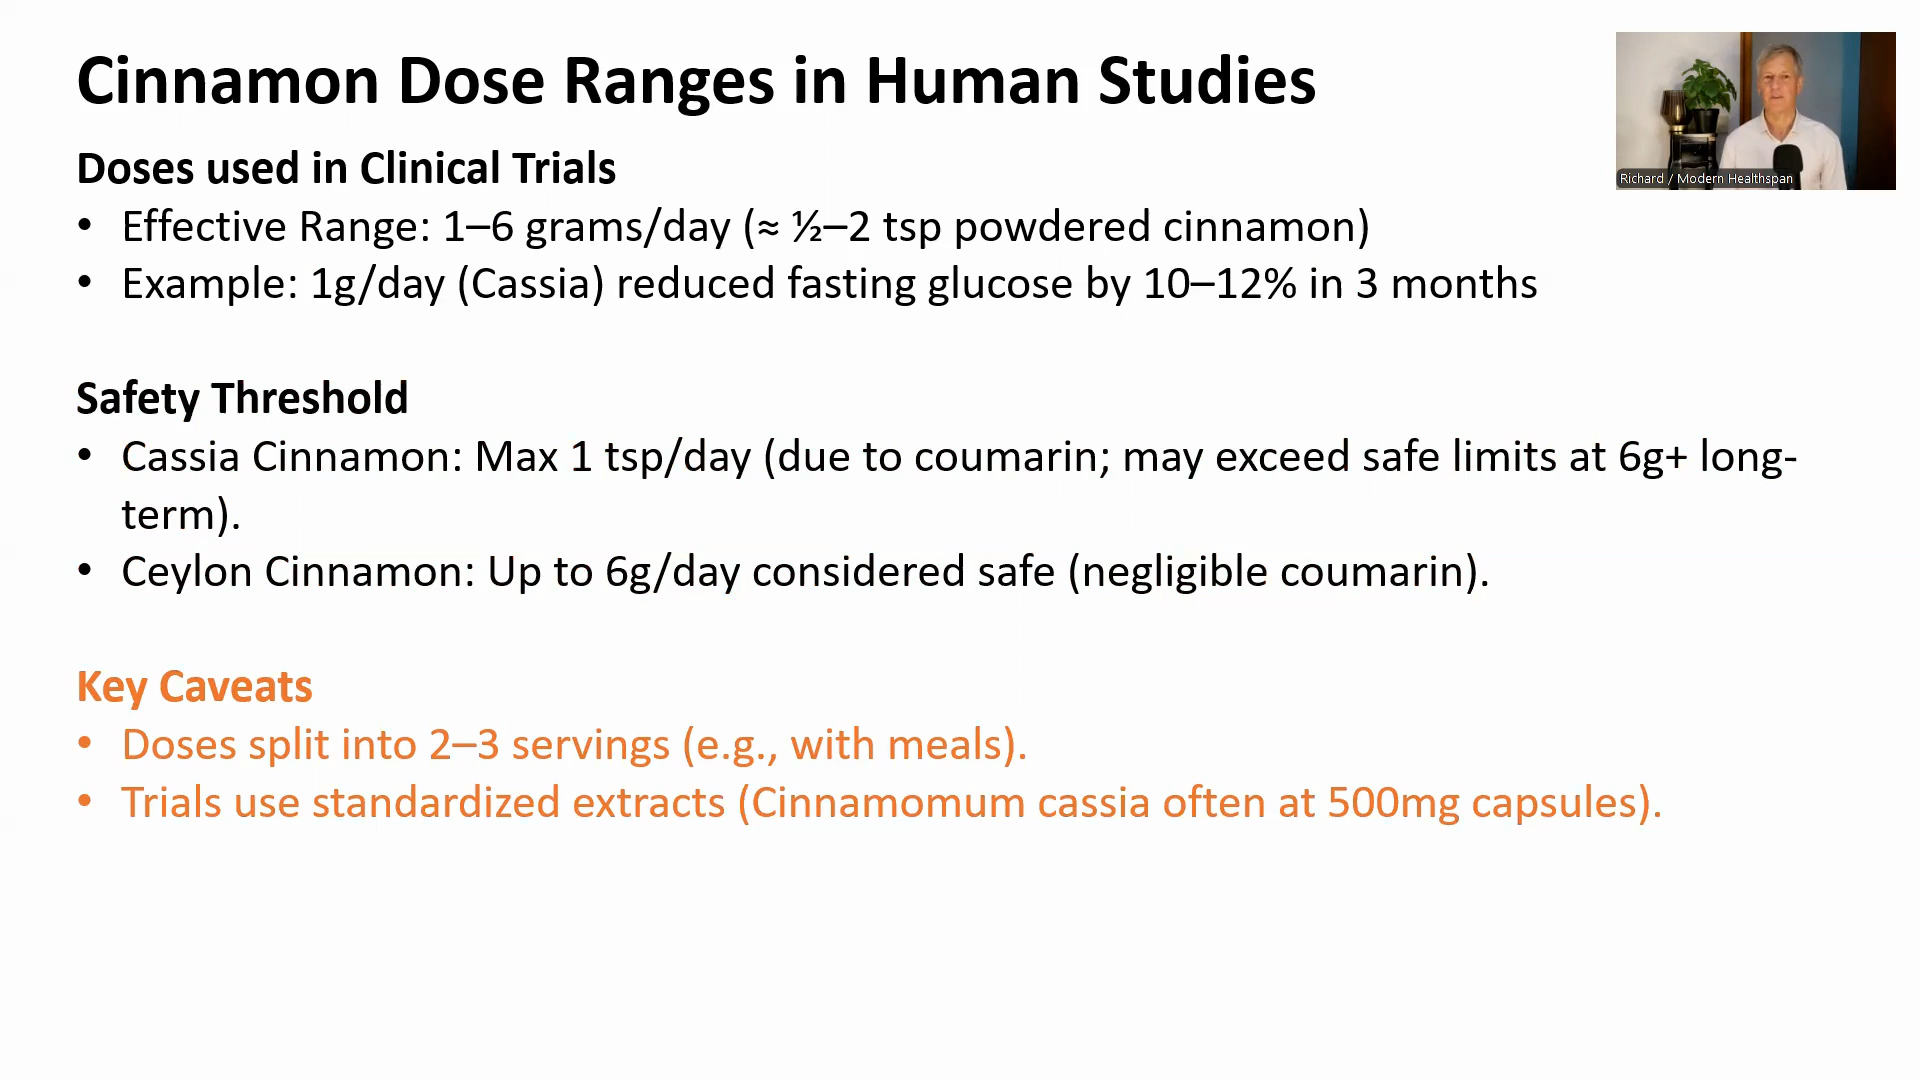 Cinnamon Dose Ranges in Human Studies
Richard / Modern Healthspan
Doses used in Clinical Trials
• Effective Range: 1–6 grams/day (≈ ½–2 tsp powdered cinnamon)
• Example: 1g/day (Cassia) reduced fasting glucose by 10–12% in 3 months
Safety Threshold
• Cassia Cinnamon: Max 1 tsp/day (due to coumarin; may exceed safe limits at 6g+ long-
term).
• Ceylon Cinnamon: Up to 6g/day considered safe (negligible coumarin).
Key Caveats
• Doses split into 2–3 servings (e.g., with meals).
• Trials use standardized extracts (Cinnamomum cassia often at 500mg capsules).